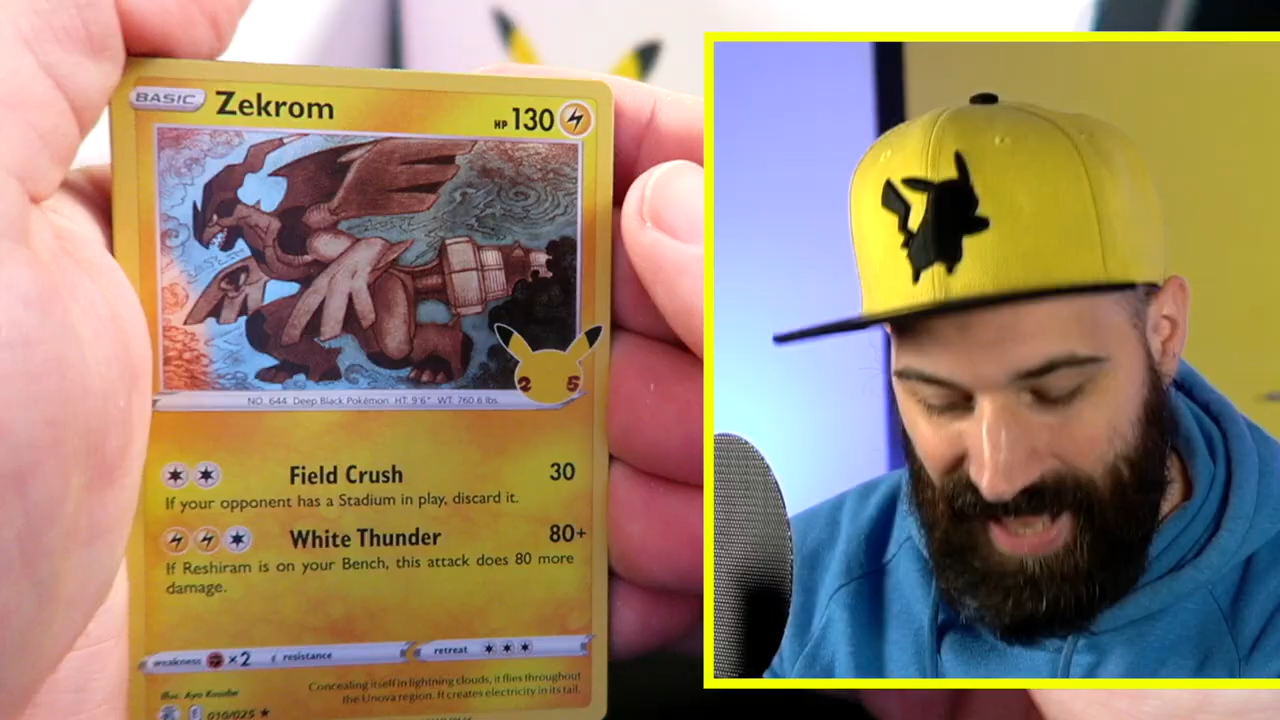 BASIC Zekrom HP 130
25
NO. 644 Deep Black Pokémon HT: 9'6" WT: 760.6 lbs.
Field Crush 30
If your opponent has a Stadium in play, discard it.
White Thunder 80+
If Reshiram is on your Bench, this attack does 80 more
damage.
weakness ×2 resistance retreat
Concealing itself in lightning clouds, it flies throughout
the Unova region. It creates electricity in its tail.
Illus. Ayo Kosobe
010/025 ★